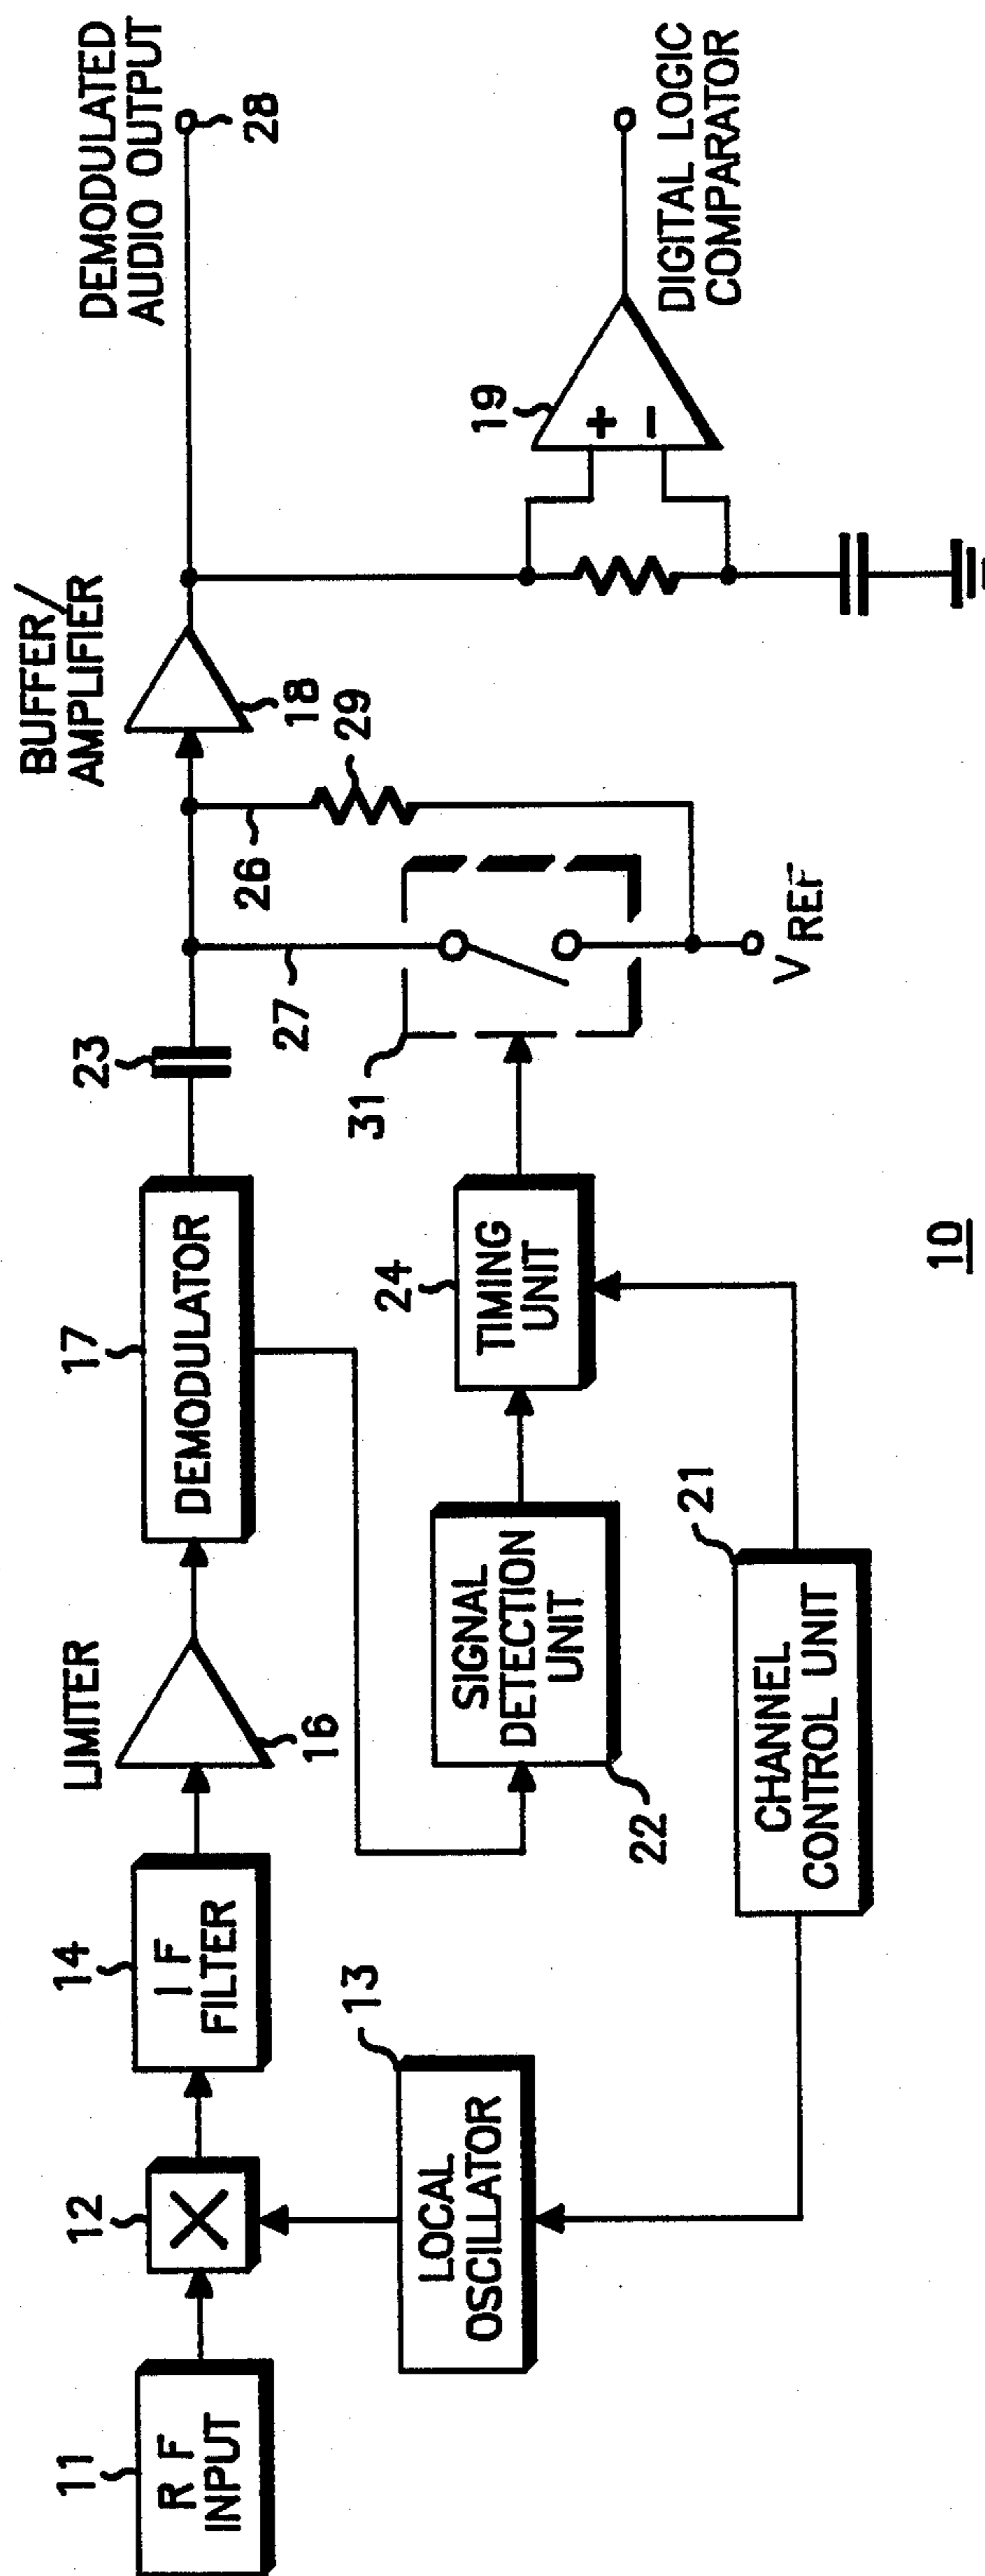 11
R F
INPUT
12
14
I F
FILTER
LIMITER
16
17
DEMODULATOR
23
BUFFER/
AMPLIFIER
18
DEMODULATED
AUDIO OUTPUT
28
13
LOCAL
OSCILLATOR
22
SIGNAL
DETECTION
UNIT
24
TIMING
UNIT
31
27
26
29
V REF
19
+
−
DIGITAL LOGIC
COMPARATOR
21
CHANNEL
CONTROL UNIT
10